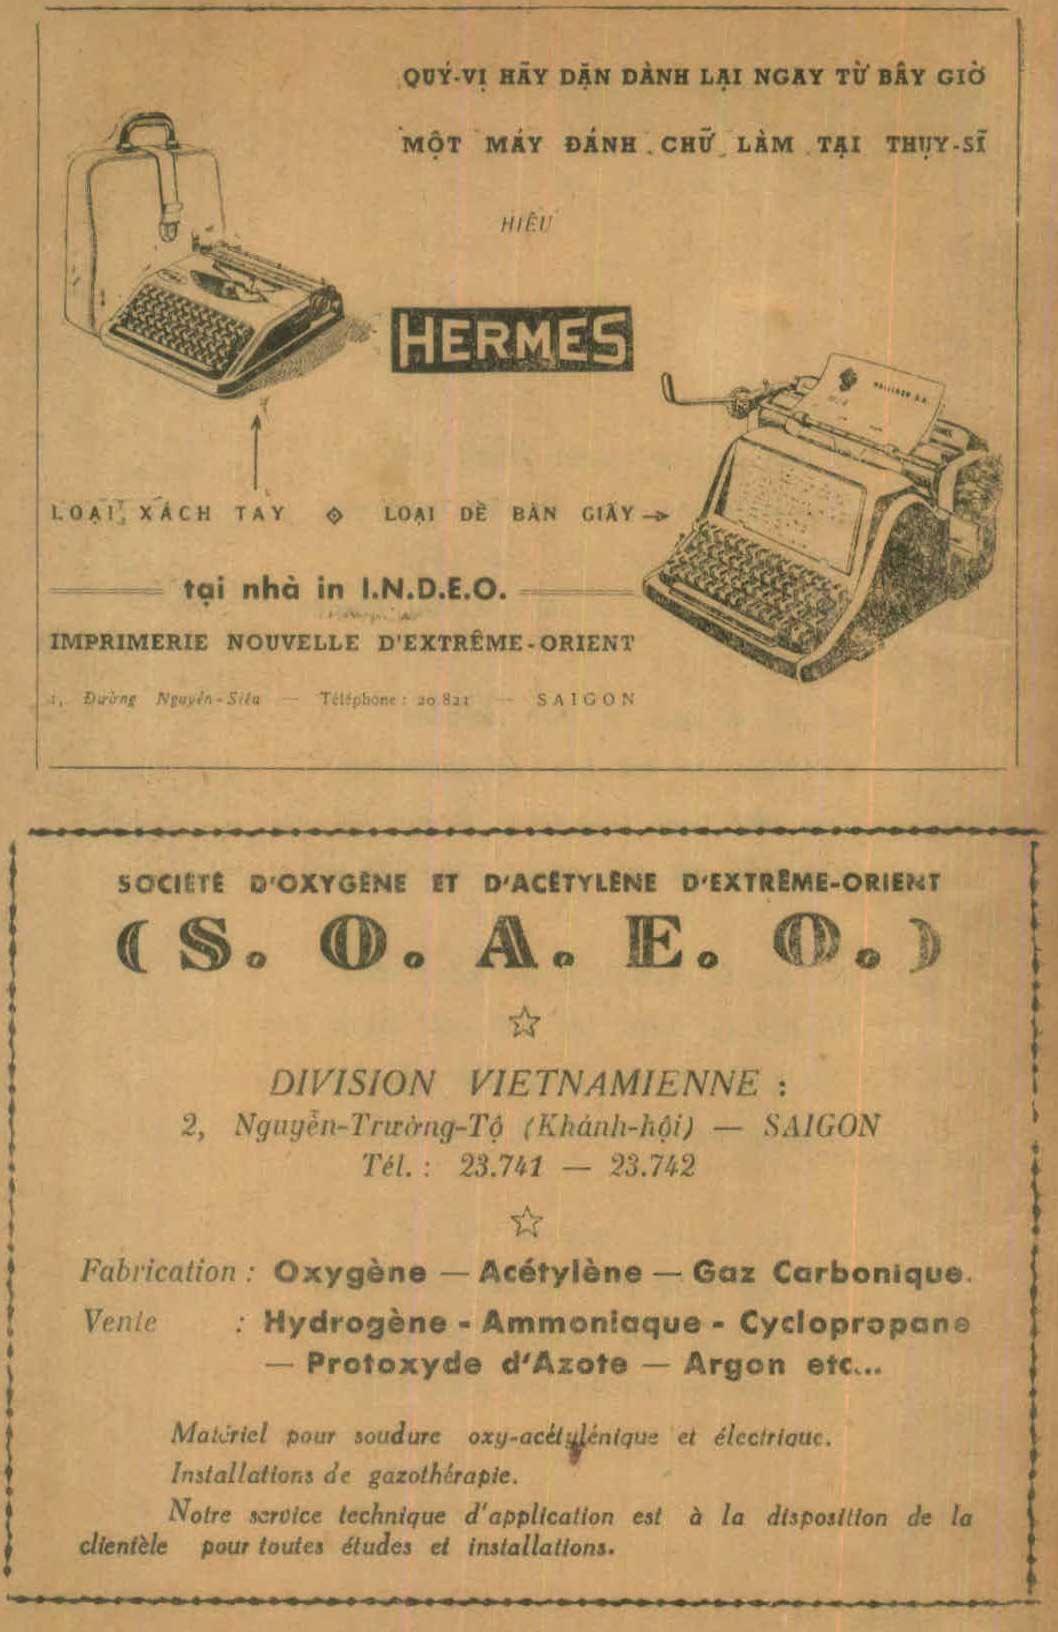 QUÝ-VỊ HÃY DẶN DÀNH LẠI NGAY TỪ BÂY GIỜ
MỘT MÁY ĐÁNH CHỮ LÀM TẠI THỤY-SĨ
HIỆU
HERMES
LOẠI XÁCH TAY ◇ LOẠI ĐỀ BÀN GIẤY
tại nhà in I.N.D.E.O.
IMPRIMERIE NOUVELLE D'EXTRÊME-ORIENT
1, Đường Nguyễn-Siêu — Téléphone : 20.821 — SAIGON
SOCIÉTÉ D'OXYGÈNE ET D'ACÉTYLÈNE D'EXTRÊME-ORIENT
(S. O. A. E. O.)
DIVISION VIETNAMIENNE :
2, Nguyễn-Trường-Tộ (Khánh-hội) — SAIGON
Tél. : 23.741 — 23.742
Fabrication : Oxygène — Acétylène — Gaz Carbonique.
Vente : Hydrogène - Ammoniaque - Cyclopropane
— Protoxyde d'Azote — Argon etc...
Matériel pour soudure oxy-acétylénique et électrique.
Installations de gazothérapie.
Notre service technique d'application est à la disposition de la
clientèle pour toutes études et installations.